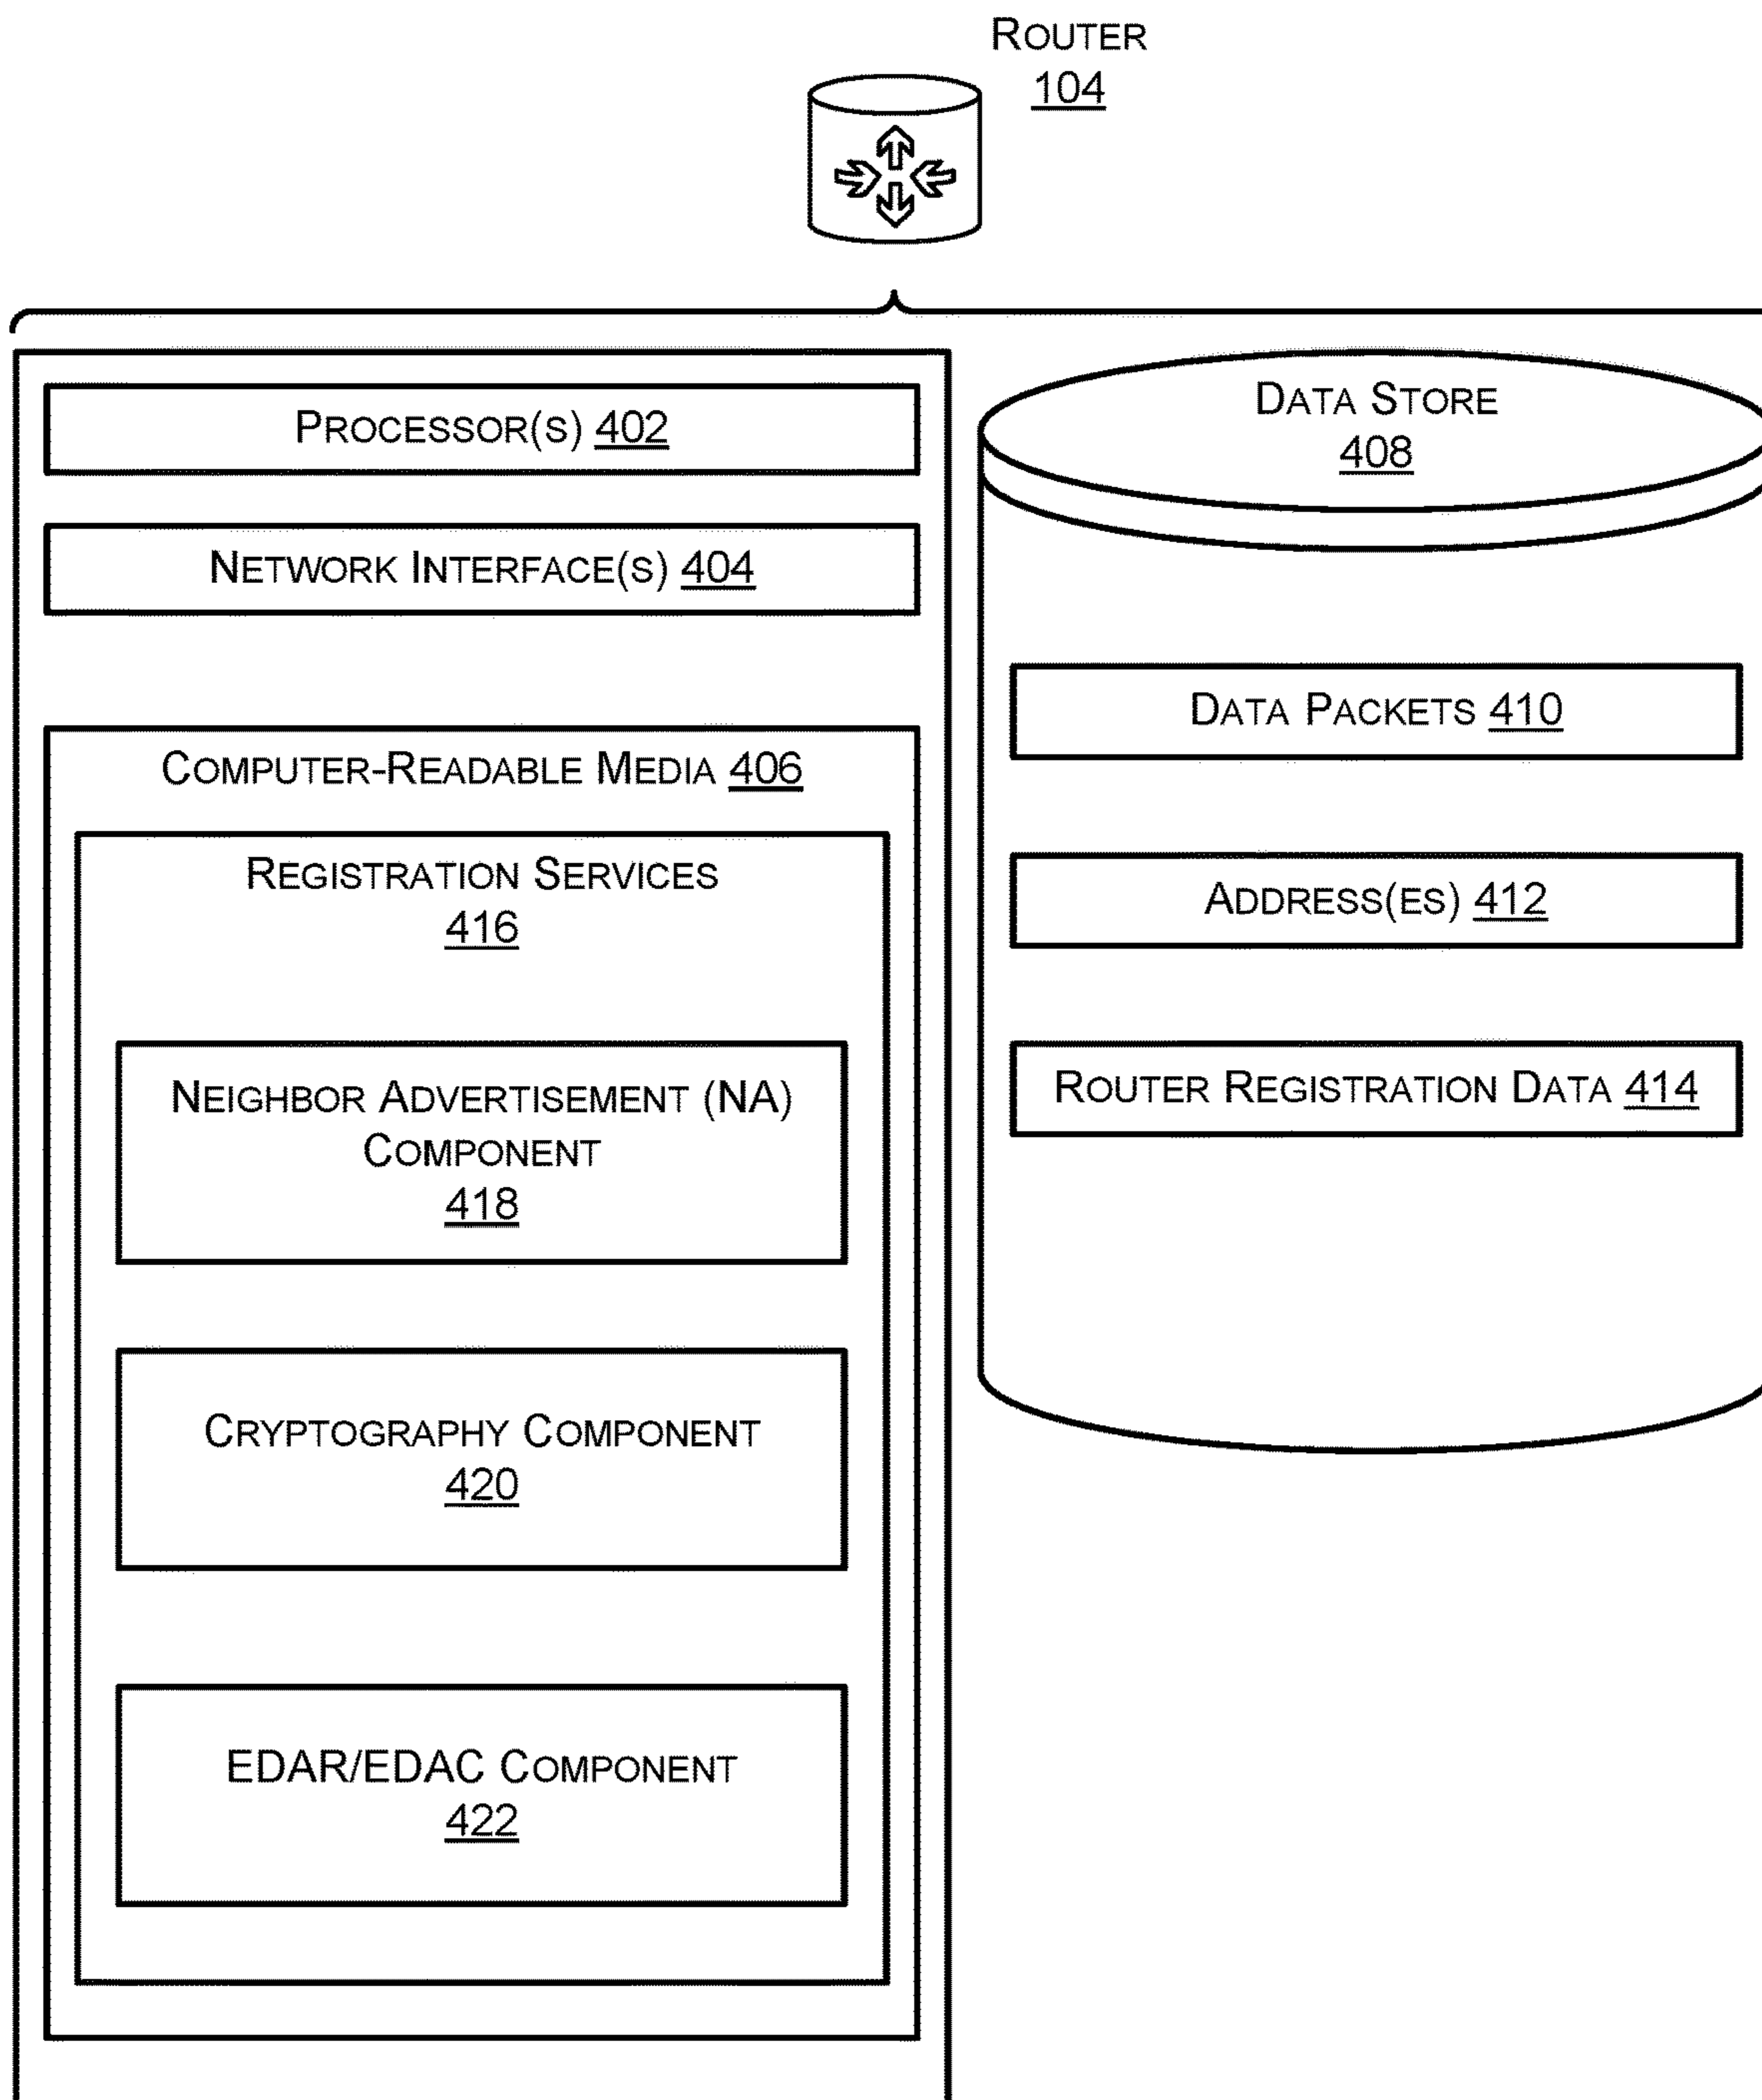 ROUTER
104
PROCESSOR(S) 402
NETWORK INTERFACE(S) 404
COMPUTER-READABLE MEDIA 406
REGISTRATION SERVICES
416
NEIGHBOR ADVERTISEMENT (NA)
COMPONENT
418
CRYPTOGRAPHY COMPONENT
420
EDAR/EDAC COMPONENT
422
DATA STORE
408
DATA PACKETS 410
ADDRESS(ES) 412
ROUTER REGISTRATION DATA 414